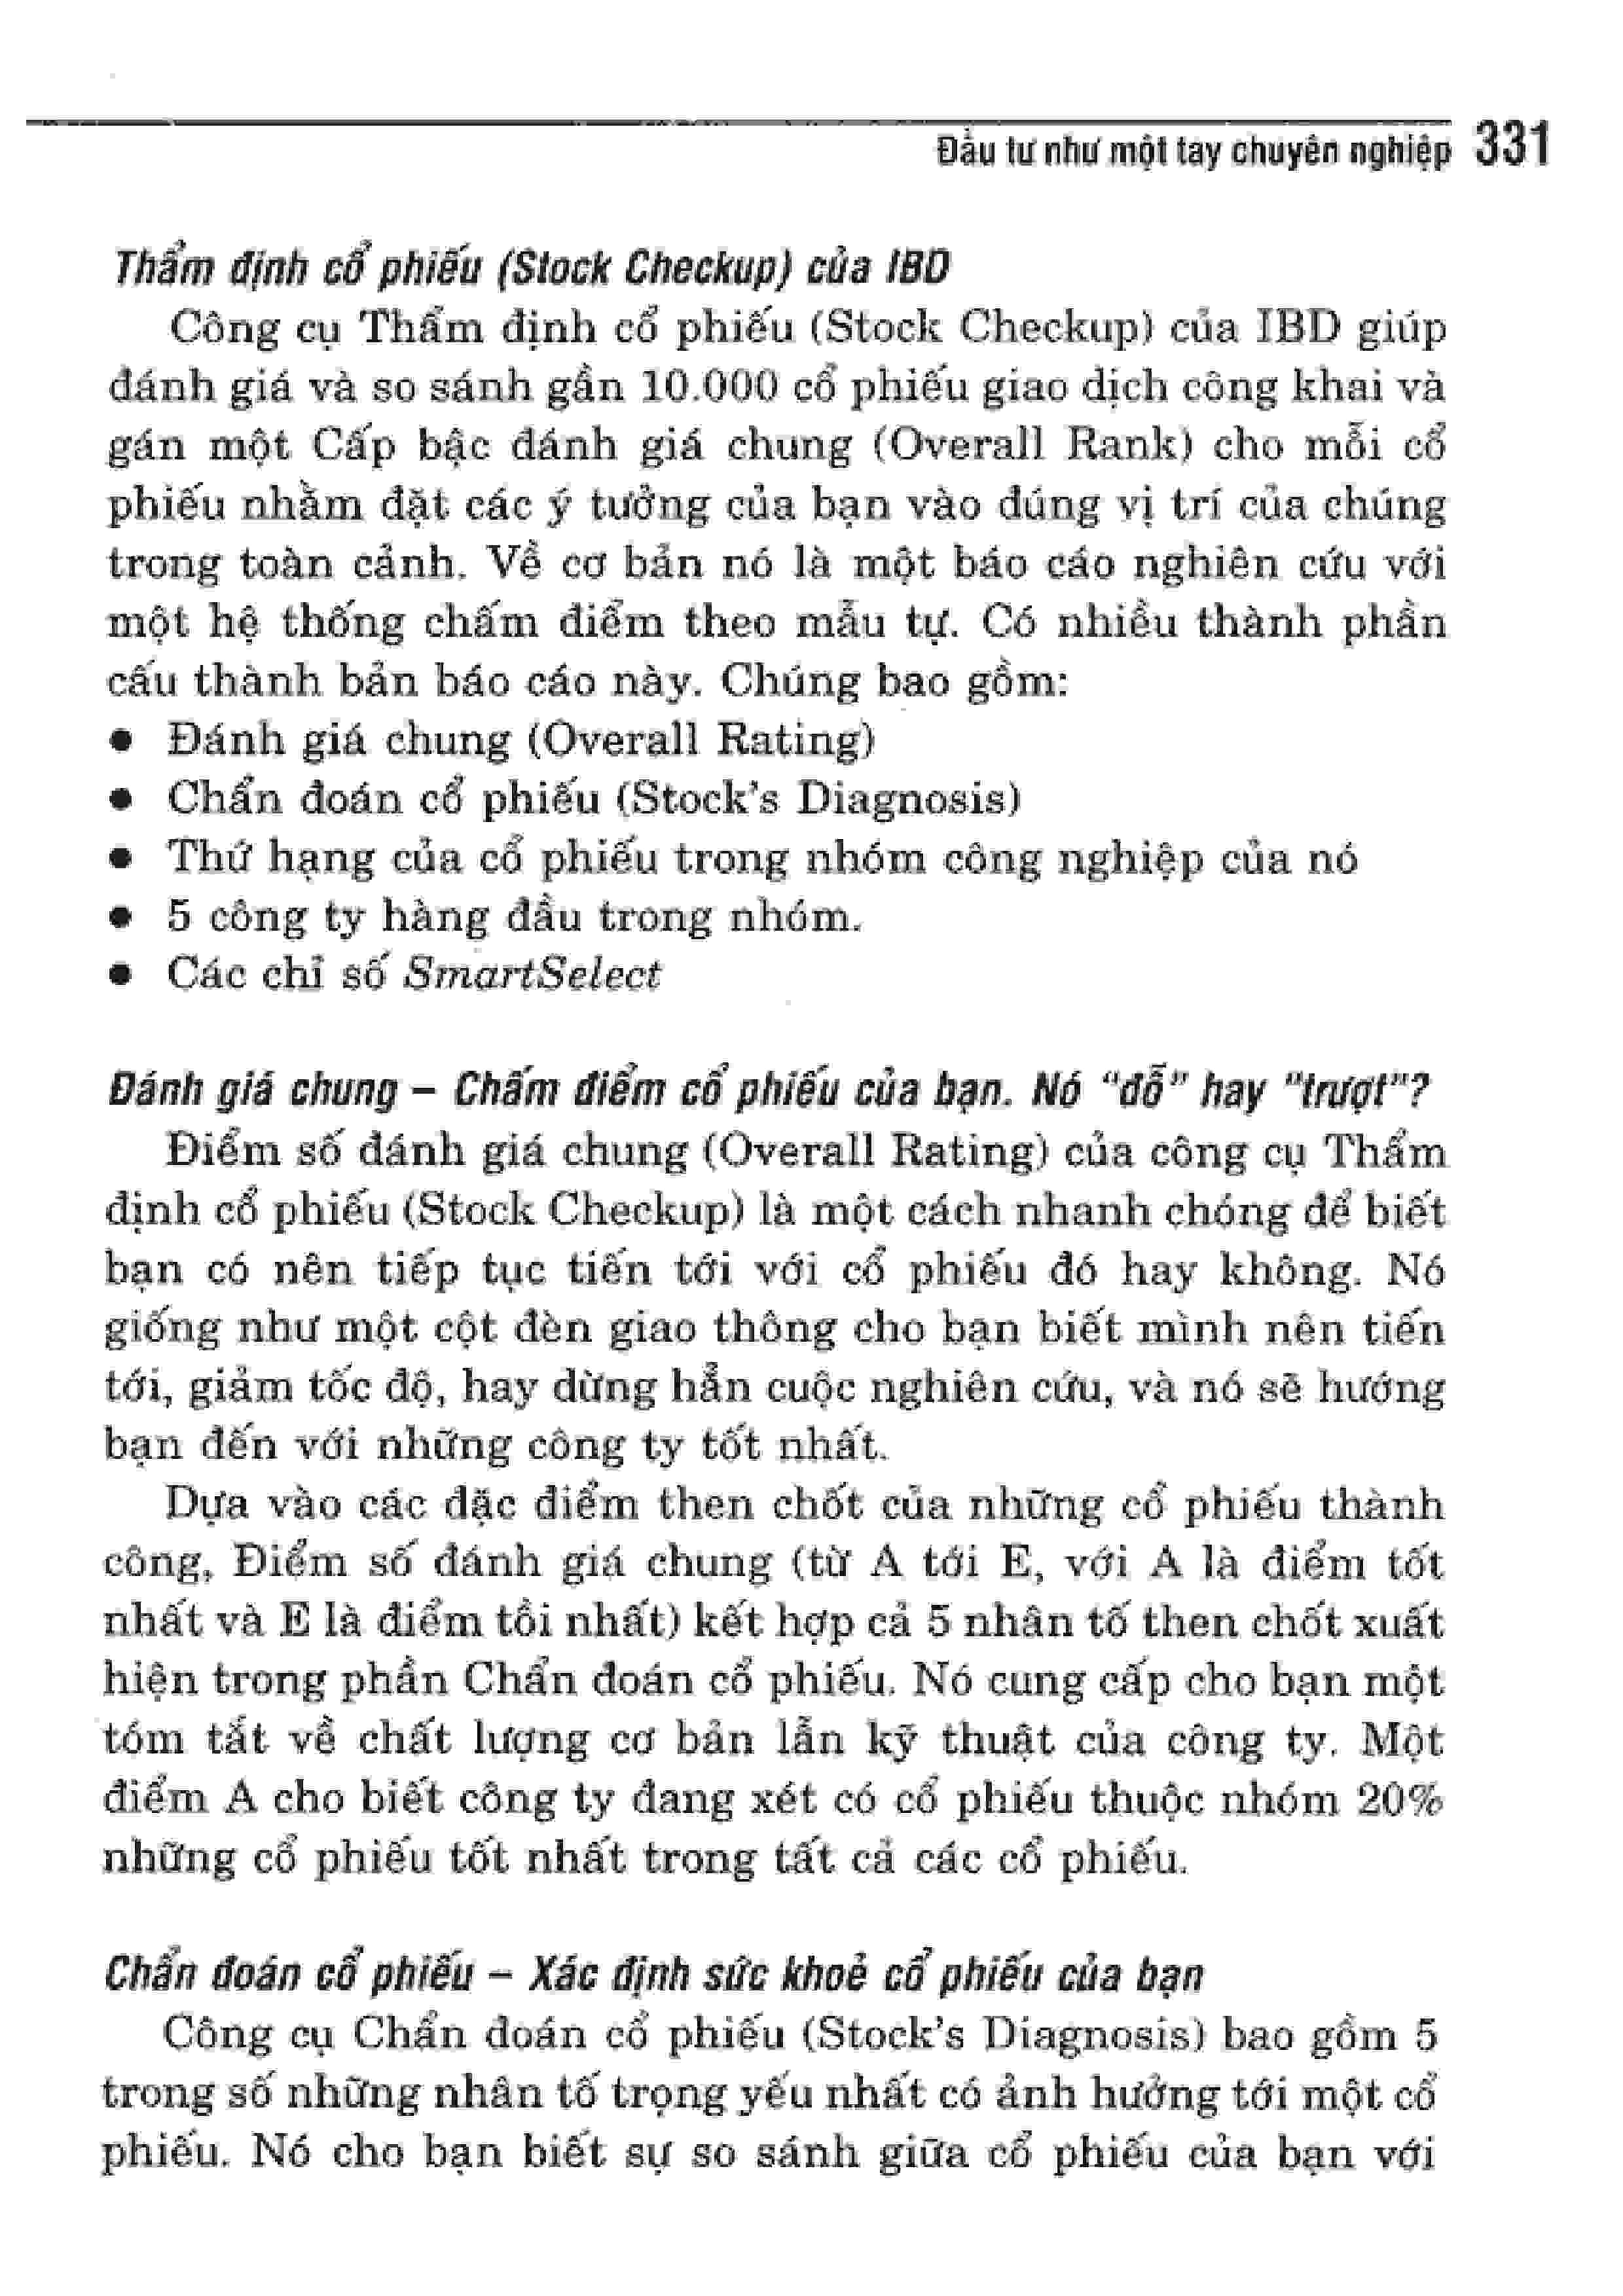 Đầu tư như một tay chuyên nghiệp 331
Thẩm định cổ phiếu (Stock Checkup) của IBD
Công cụ Thẩm định cổ phiếu (Stock Checkup) của IBD giúp
đánh giá và so sánh gần 10.000 cổ phiếu giao dịch công khai và
gán một Cấp bậc đánh giá chung (Overall Rank) cho mỗi cổ
phiếu nhằm đặt các ý tưởng của bạn vào đúng vị trí của chúng
trong toàn cảnh. Về cơ bản nó là một báo cáo nghiên cứu với
một hệ thống chấm điểm theo mẫu tự. Có nhiều thành phần
cấu thành bản báo cáo này. Chúng bao gồm:
● Đánh giá chung (Overall Rating)
● Chẩn đoán cổ phiếu (Stock's Diagnosis)
● Thứ hạng của cổ phiếu trong nhóm công nghiệp của nó
● 5 công ty hàng đầu trong nhóm.
● Các chỉ số SmartSelect
Đánh giá chung – Chấm điểm cổ phiếu của bạn. Nó "đỗ" hay "trượt"?
Điểm số đánh giá chung (Overall Rating) của công cụ Thẩm
định cổ phiếu (Stock Checkup) là một cách nhanh chóng để biết
bạn có nên tiếp tục tiến tới với cổ phiếu đó hay không. Nó
giống như một cột đèn giao thông cho bạn biết mình nên tiến
tới, giảm tốc độ, hay dừng hẳn cuộc nghiên cứu, và nó sẽ hướng
bạn đến với những công ty tốt nhất.
Dựa vào các đặc điểm then chốt của những cổ phiếu thành
công, Điểm số đánh giá chung (từ A tới E, với A là điểm tốt
nhất và E là điểm tồi nhất) kết hợp cả 5 nhân tố then chốt xuất
hiện trong phần Chẩn đoán cổ phiếu. Nó cung cấp cho bạn một
tóm tắt về chất lượng cơ bản lẫn kỹ thuật của công ty. Một
điểm A cho biết công ty đang xét có cổ phiếu thuộc nhóm 20%
những cổ phiếu tốt nhất trong tất cả các cổ phiếu.
Chẩn đoán cổ phiếu – Xác định sức khoẻ cổ phiếu của bạn
Công cụ Chẩn đoán cổ phiếu (Stock's Diagnosis) bao gồm 5
trong số những nhân tố trọng yếu nhất có ảnh hưởng tới một cổ
phiếu. Nó cho bạn biết sự so sánh giữa cổ phiếu của bạn với